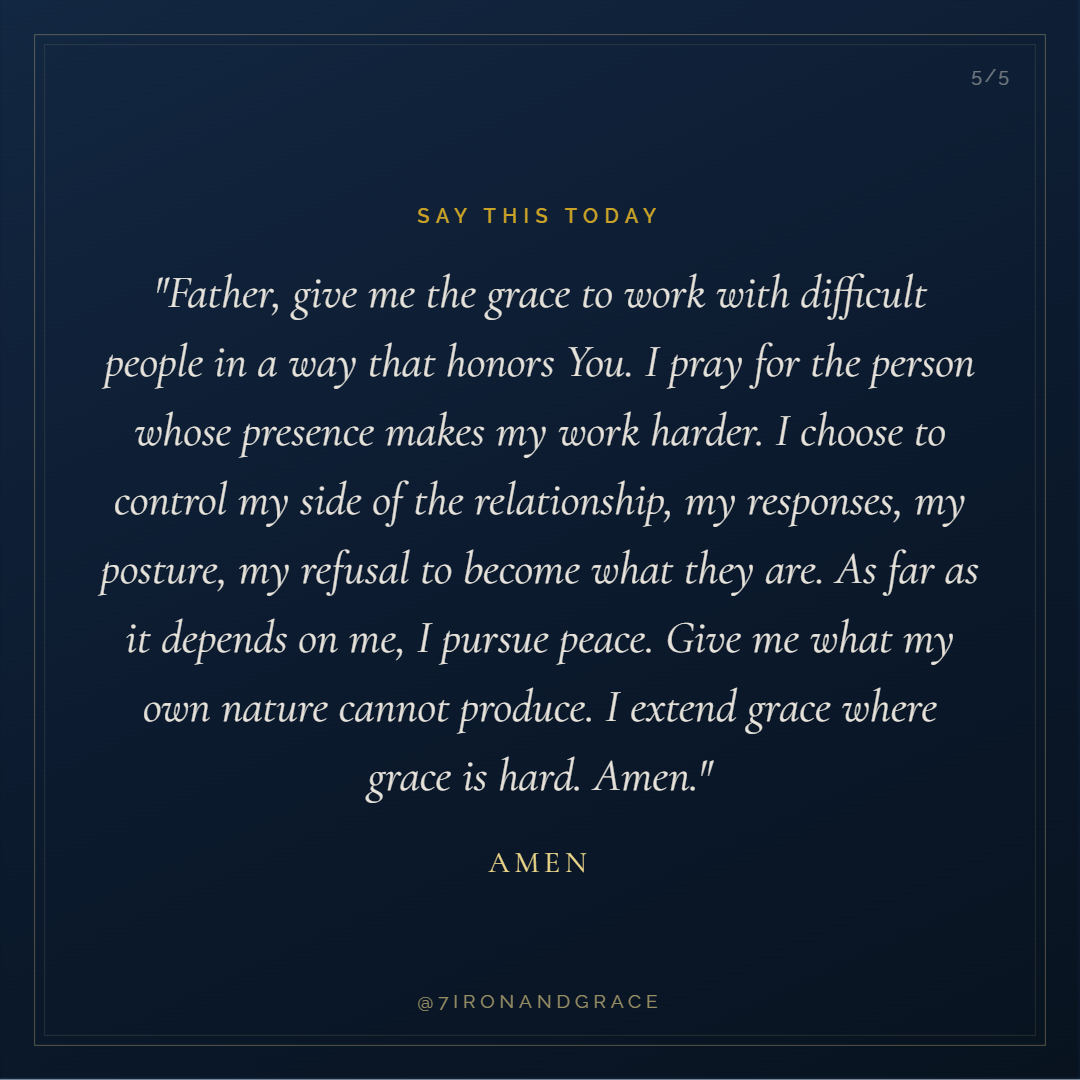 5/5
SAY THIS TODAY
"Father, give me the grace to work with difficult
people in a way that honors You. I pray for the person
whose presence makes my work harder. I choose to
control my side of the relationship, my responses, my
posture, my refusal to become what they are. As far as
it depends on me, I pursue peace. Give me what my
own nature cannot produce. I extend grace where
grace is hard. Amen."
AMEN
@7IRONANDGRACE